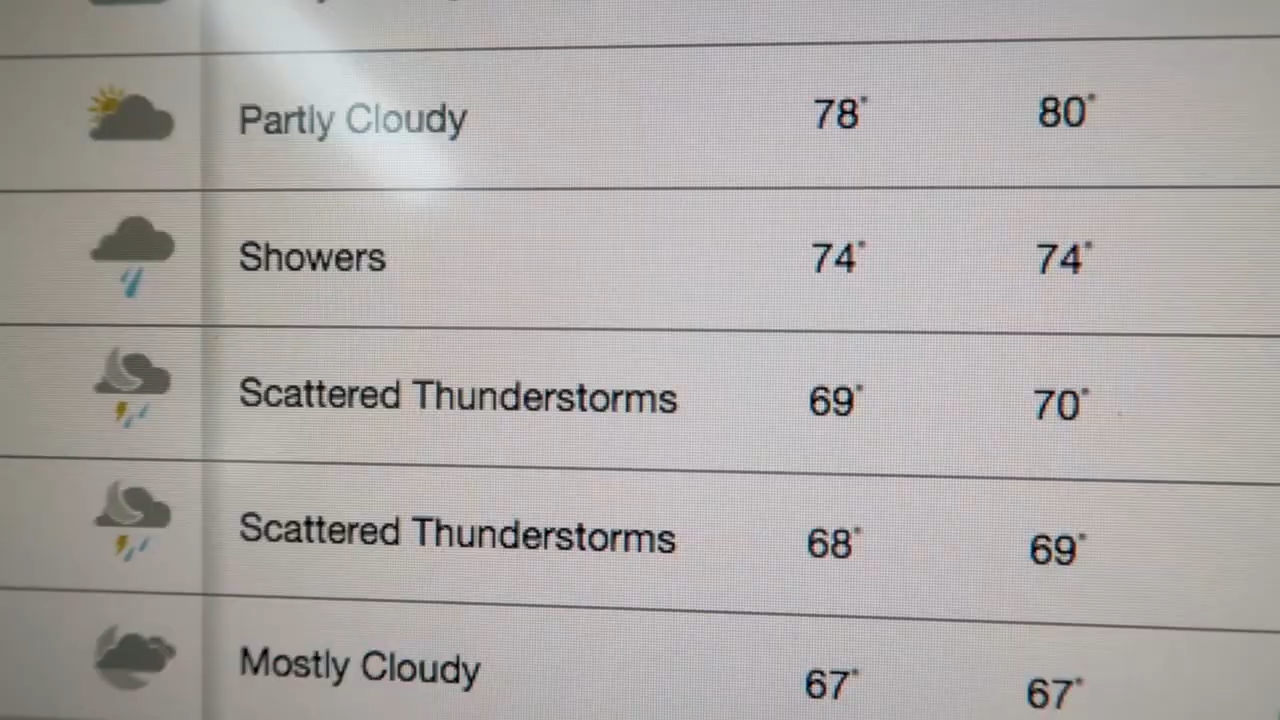 Partly Cloudy 78° 80°
Showers 74° 74°
Scattered Thunderstorms 69° 70°
Scattered Thunderstorms 68° 69°
Mostly Cloudy 67° 67°